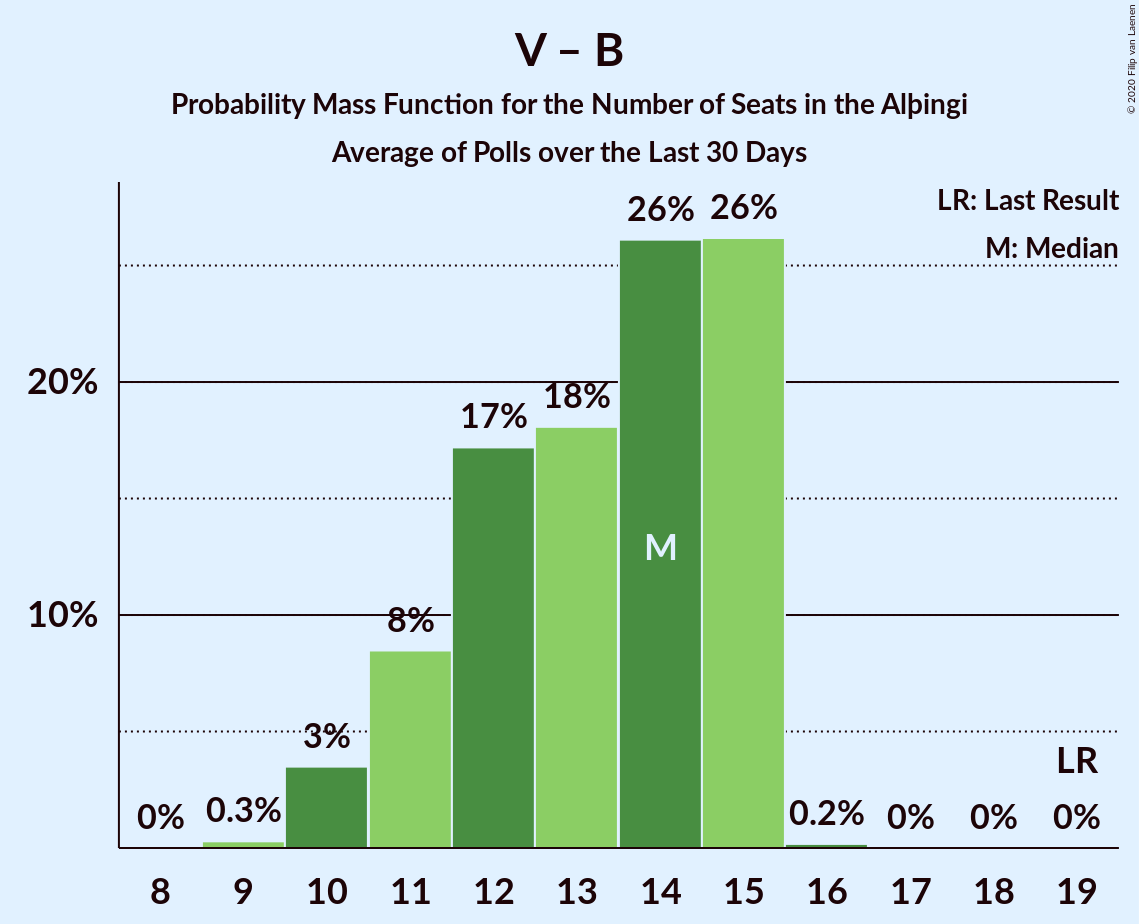 V – B
Probability Mass Function for the Number of Seats in the Alþingi
Average of Polls over the Last 30 Days
© 2020 Filip van Laenen
LR: Last Result
M: Median
26% 26%
20%
18%
17%
M
10%
8%
3%
LR
0% 0.3% 0.2% 0% 0% 0%
8 9 10 11 12 13 14 15 16 17 18 19